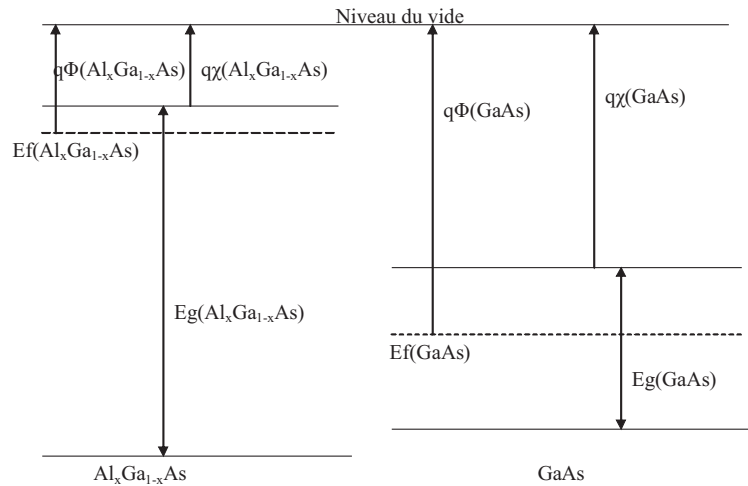 Niveau du vide
qΦ(AlₓGa₁₋ₓAs)
qχ(AlₓGa₁₋ₓAs)
qΦ(GaAs)
qχ(GaAs)
Ef(AlₓGa₁₋ₓAs)
Eg(AlₓGa₁₋ₓAs)
Ef(GaAs)
Eg(GaAs)
AlₓGa₁₋ₓAs
GaAs